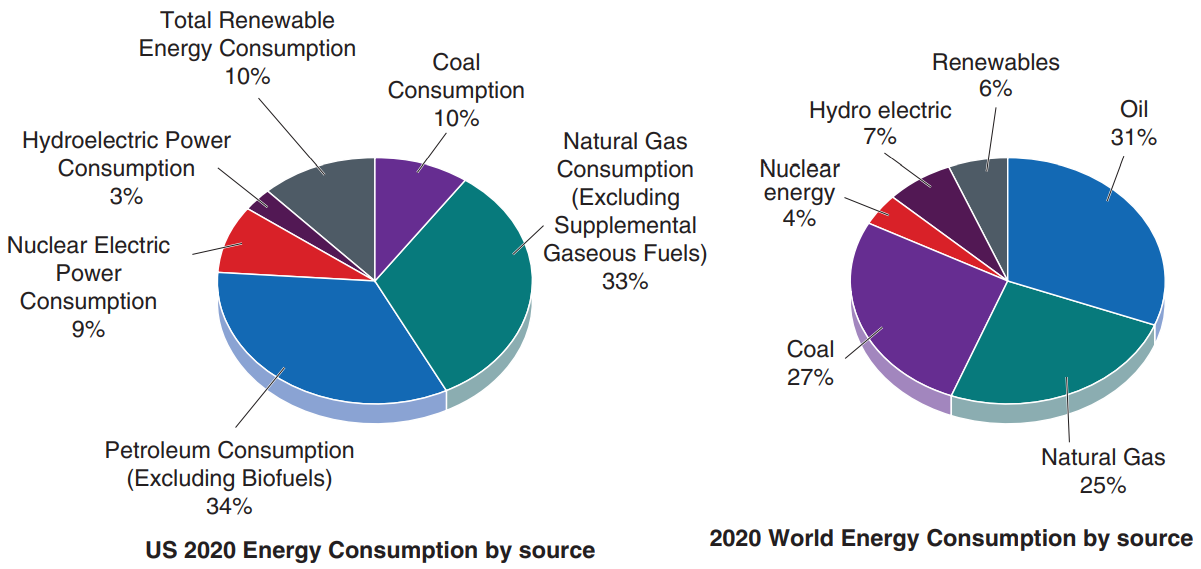 Total Renewable
Energy Consumption
10%
Coal
Consumption
10%
Hydroelectric Power
Consumption
3%
Natural Gas
Consumption
(Excluding
Supplemental
Gaseous Fuels)
33%
Nuclear Electric
Power
Consumption
9%
Petroleum Consumption
(Excluding Biofuels)
34%
US 2020 Energy Consumption by source
Renewables
6%
Hydro electric
7%
Oil
31%
Nuclear
energy
4%
Coal
27%
Natural Gas
25%
2020 World Energy Consumption by source